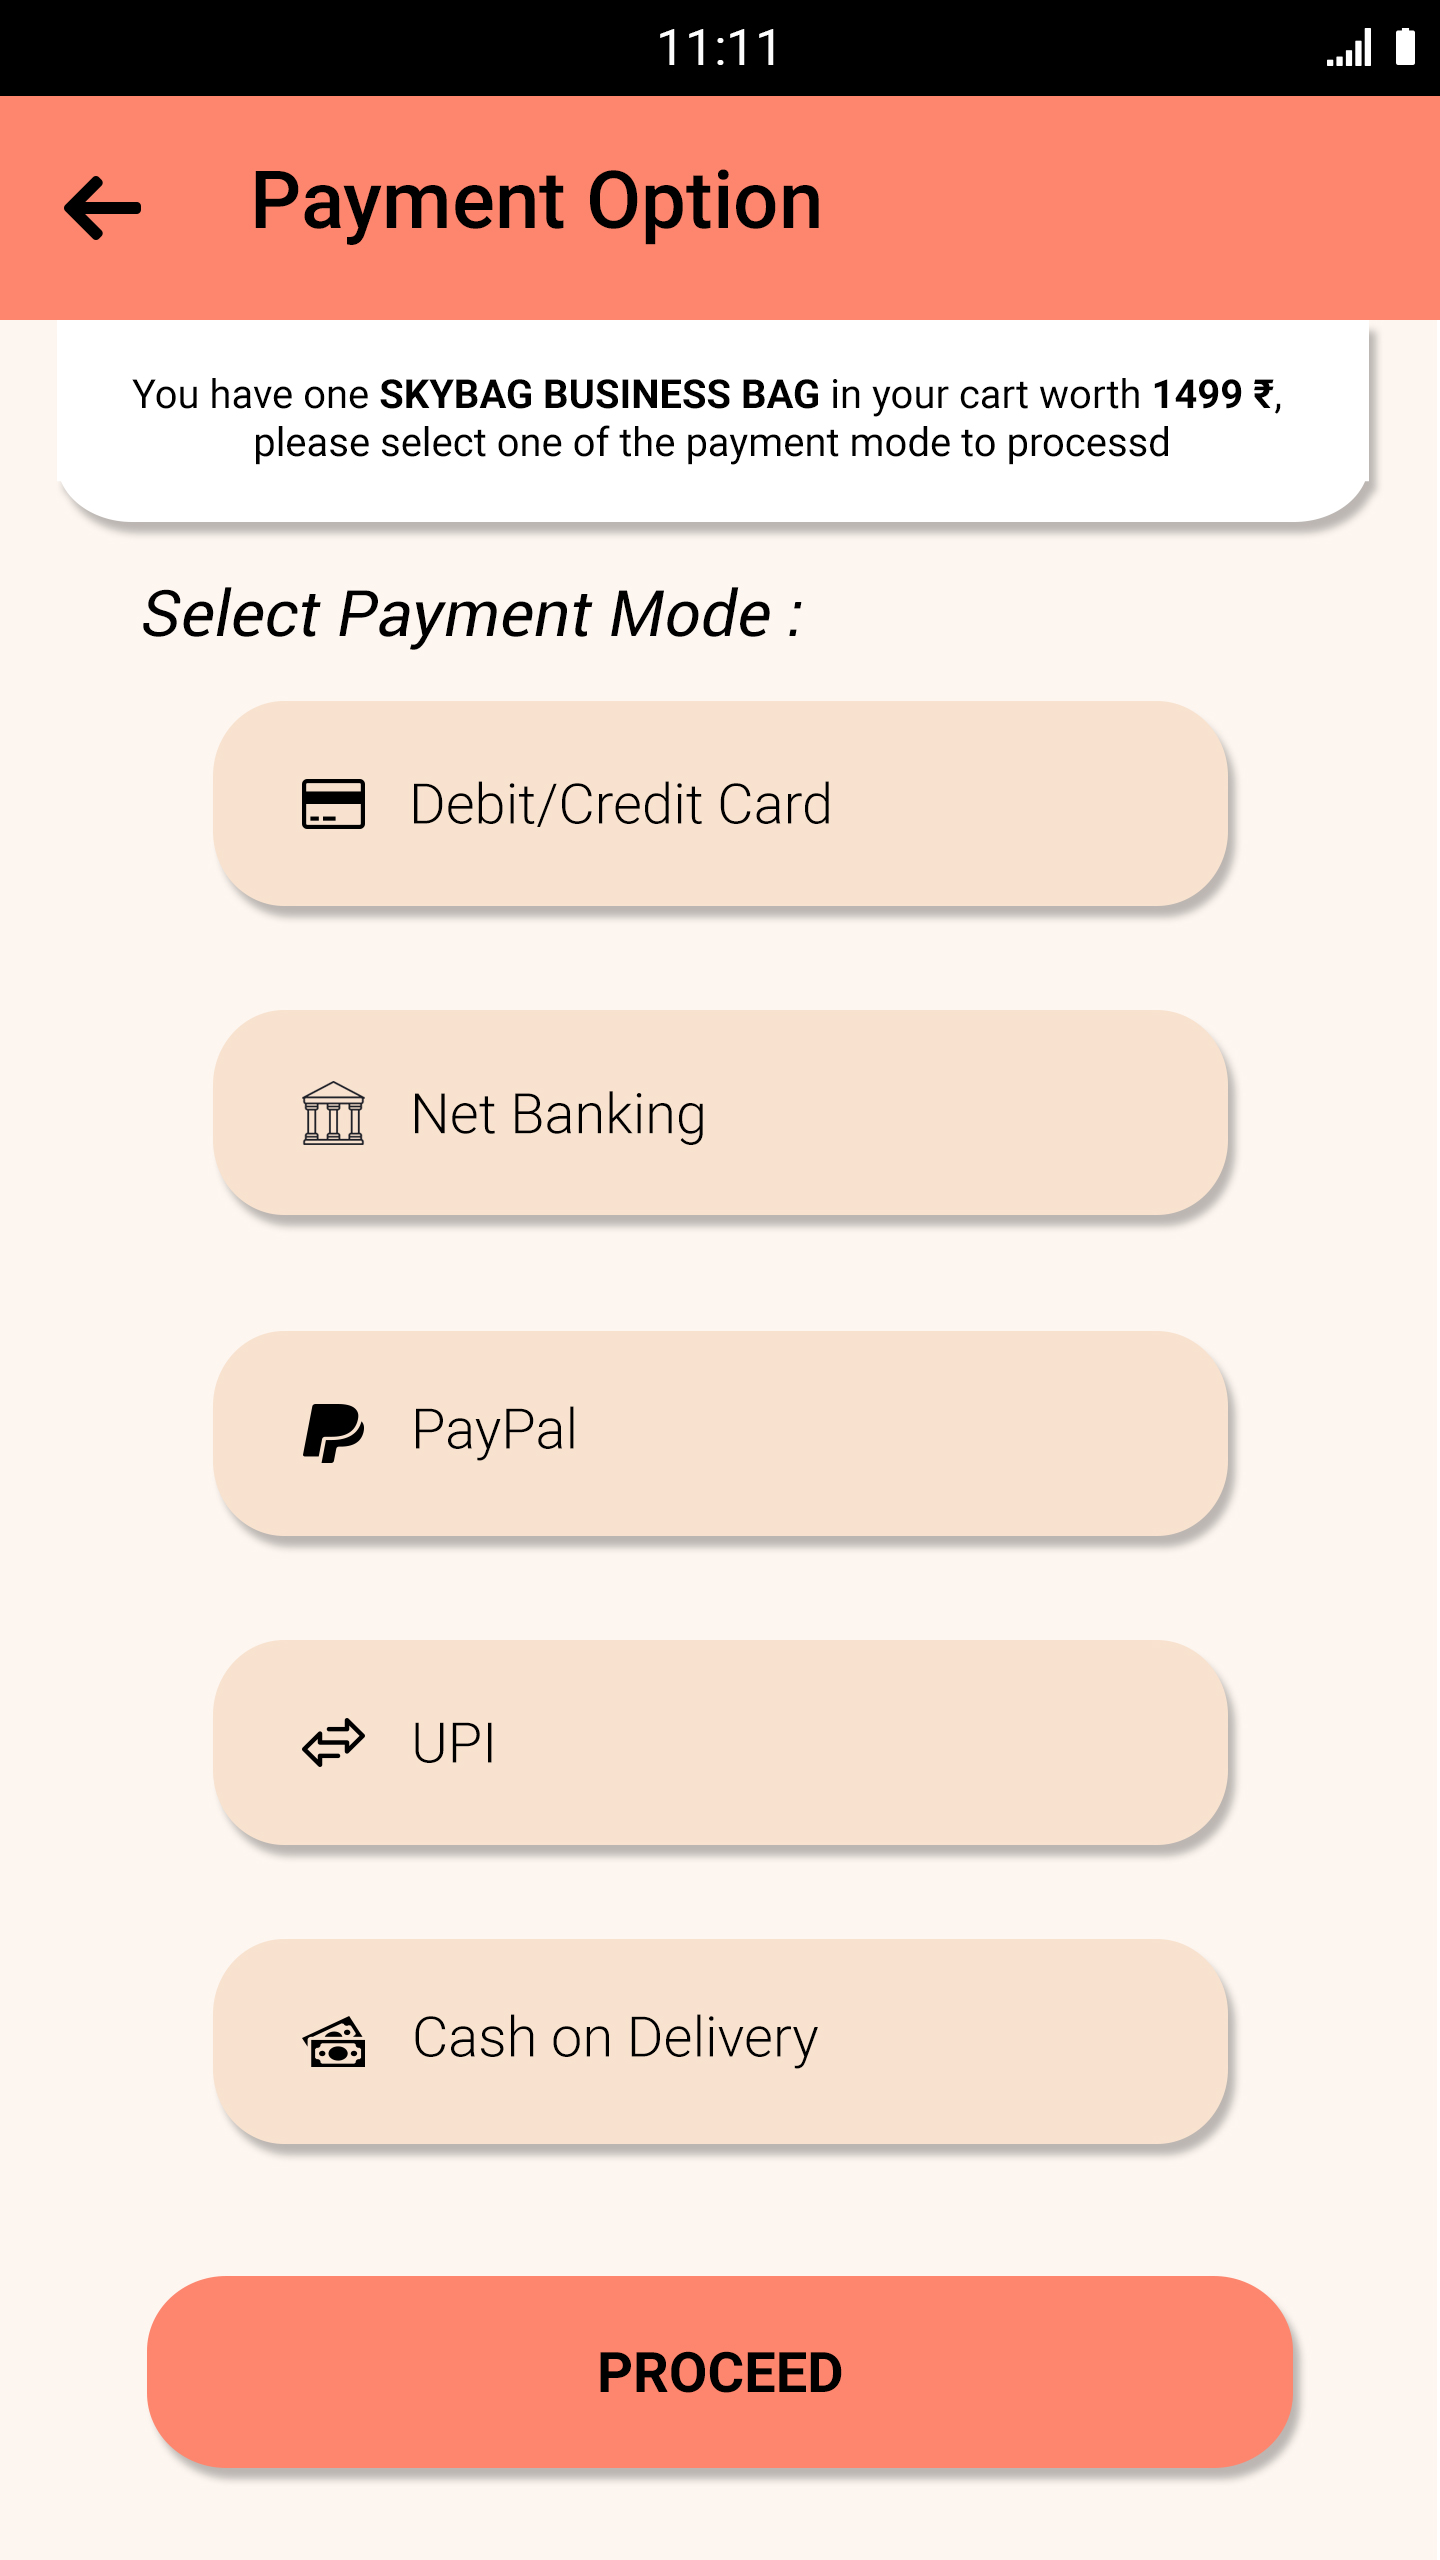 11:11
Payment Option
You have one SKYBAG BUSINESS BAG in your cart worth 1499 ₹,
please select one of the payment mode to processd
Select Payment Mode :
Debit/Credit Card
Net Banking
PayPal
UPI
Cash on Delivery
PROCEED